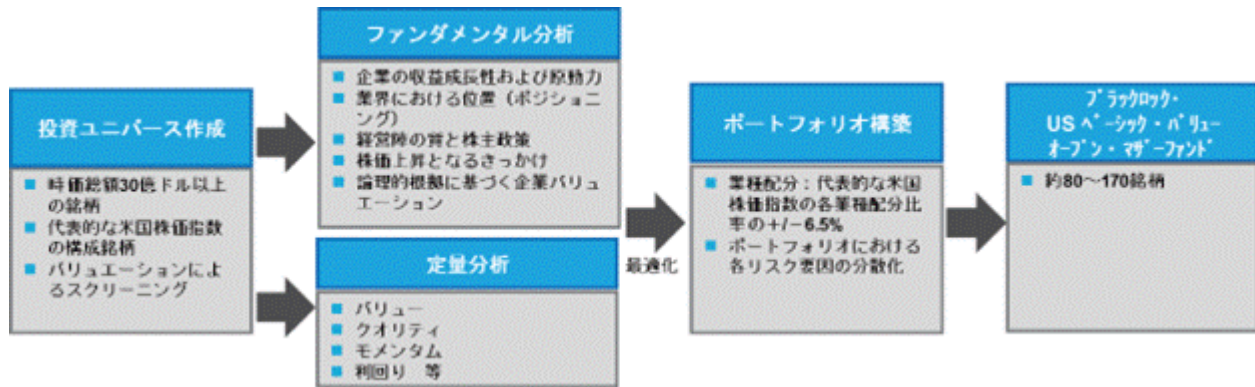 投資ユニバース作成
■ 時価総額30億ドル以上
の銘柄
■ 代表的な米国株価指数
の構成銘柄
■ バリュエーションによ
るスクリーニング
ファンダメンタル分析
■ 企業の収益成長性および原動力
■ 業界における位置（ポジショニ
ング）
■ 経営陣の質と株主政策
■ 株価上昇となるきっかけ
■ 論理的根拠に基づく企業バリュ
エーション
定量分析
■ バリュー
■ クオリティ
■ モメンタム
■ 利回り　等
最適化
ポートフォリオ構築
■ 業種配分：代表的な米国
株価指数の各業種配分比
率の+/−6.5%
■ ポートフォリオにおける
各リスク要因の分散化
ﾌﾞﾗｯｸﾛｯｸ・
US ﾍﾞｰｼｯｸ・ﾊﾞﾘｭｰ
ｵｰﾌﾟﾝ・ﾏｻﾞｰﾌｧﾝﾄﾞ
■ 約80～170銘柄